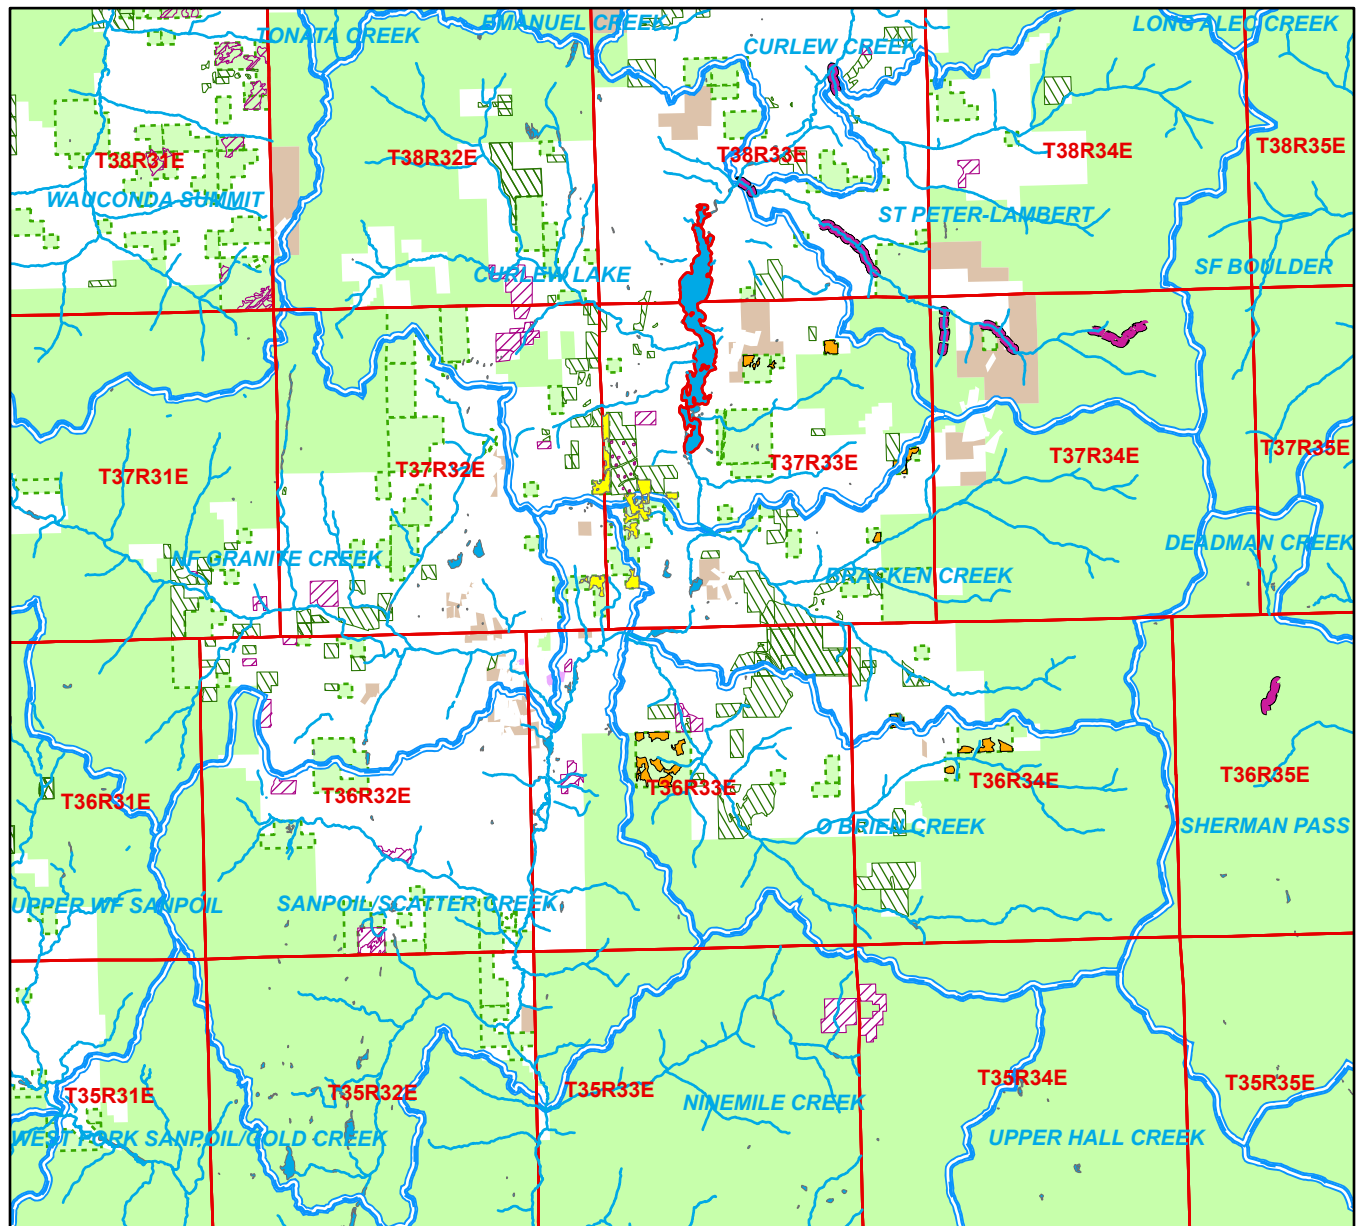 EMANUEL CREEK
LONG ALEC CREEK
TONATA CREEK
CURLEW CREEK
T38R31E
T38R32E
T38R33E
T38R34E
T38R35E
WAUCONDA SUMMIT
ST PETER-LAMBERT
CURLEW LAKE
SF BOULDER
T37R31E
T37R32E
T37R33E
T37R34E
T37R35E
NF GRANITE CREEK
DEADMAN CREEK
BRACKEN CREEK
T36R31E
T36R32E
T36R33E
T36R34E
T36R35E
O BRIEN CREEK
SHERMAN PASS
UPPER WF SANPOIL
SANPOIL/SCATTER CREEK
T35R31E
T35R32E
T35R33E
T35R34E
T35R35E
NINEMILE CREEK
WEST FORK SANPOIL/GOLD CREEK
UPPER HALL CREEK